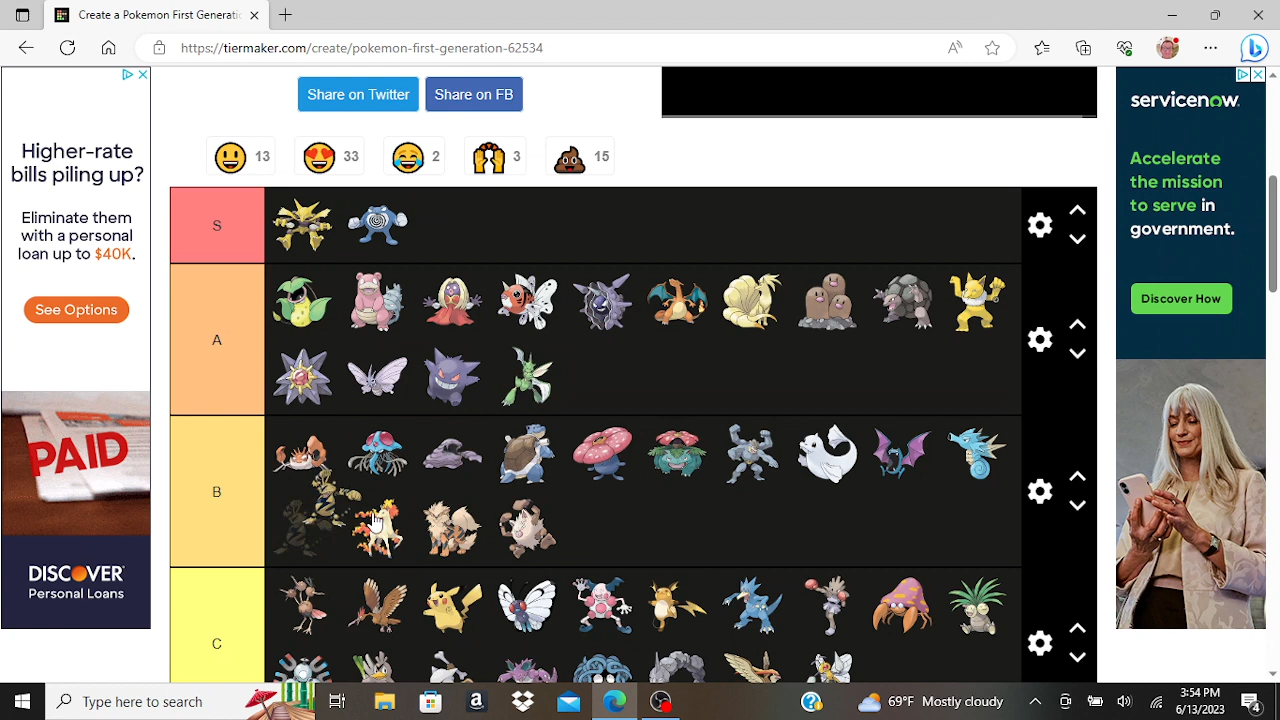 Create a Pokemon First Generati
https://tiermaker.com/create/pokemon-first-generation-62534
Share on Twitter
Share on FB
13
33
2
3
15
Higher-rate
bills piling up?
Eliminate them
with a personal
loan up to $40K.
See Options
PAID
DISCOVER
Personal Loans
servicenow.
Accelerate
the mission
to serve in
government.
Discover How
S
A
B
C
Type here to search
69°F Mostly cloudy
3:54 PM
6/13/2023
4